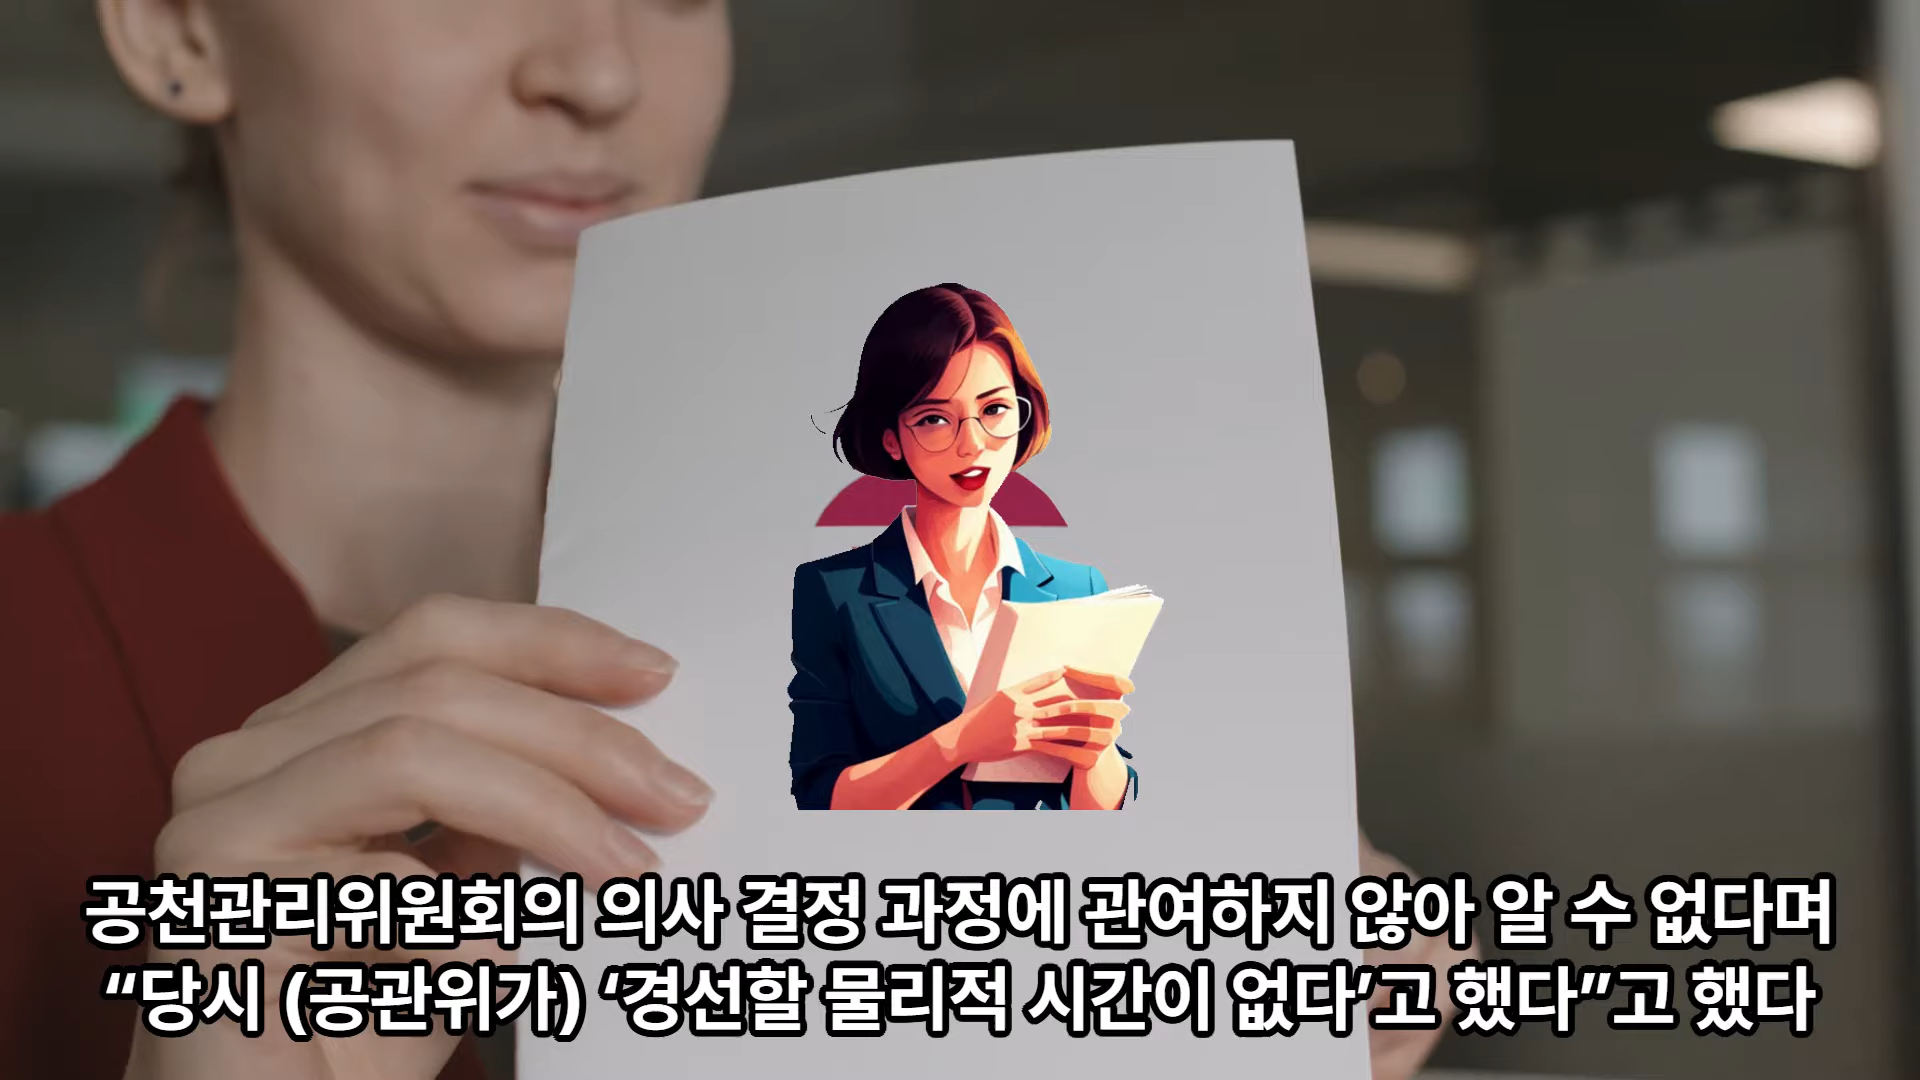 공천관리위원회의 의사 결정 과정에 관여하지 않아 알 수 없다며
“당시 (공관위가) ‘경선할 물리적 시간이 없다’고 했다”고 했다